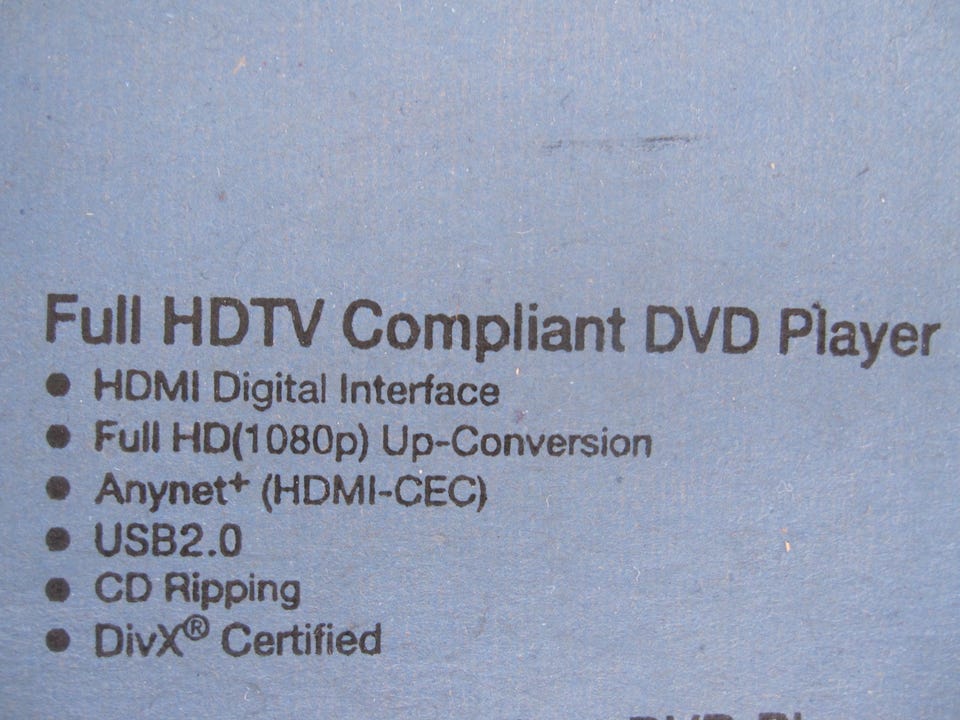 Full HDTV Compliant DVD Player
• HDMI Digital Interface
• Full HD(1080p) Up-Conversion
• Anynet+ (HDMI-CEC)
• USB2.0
• CD Ripping
• DivX® Certified